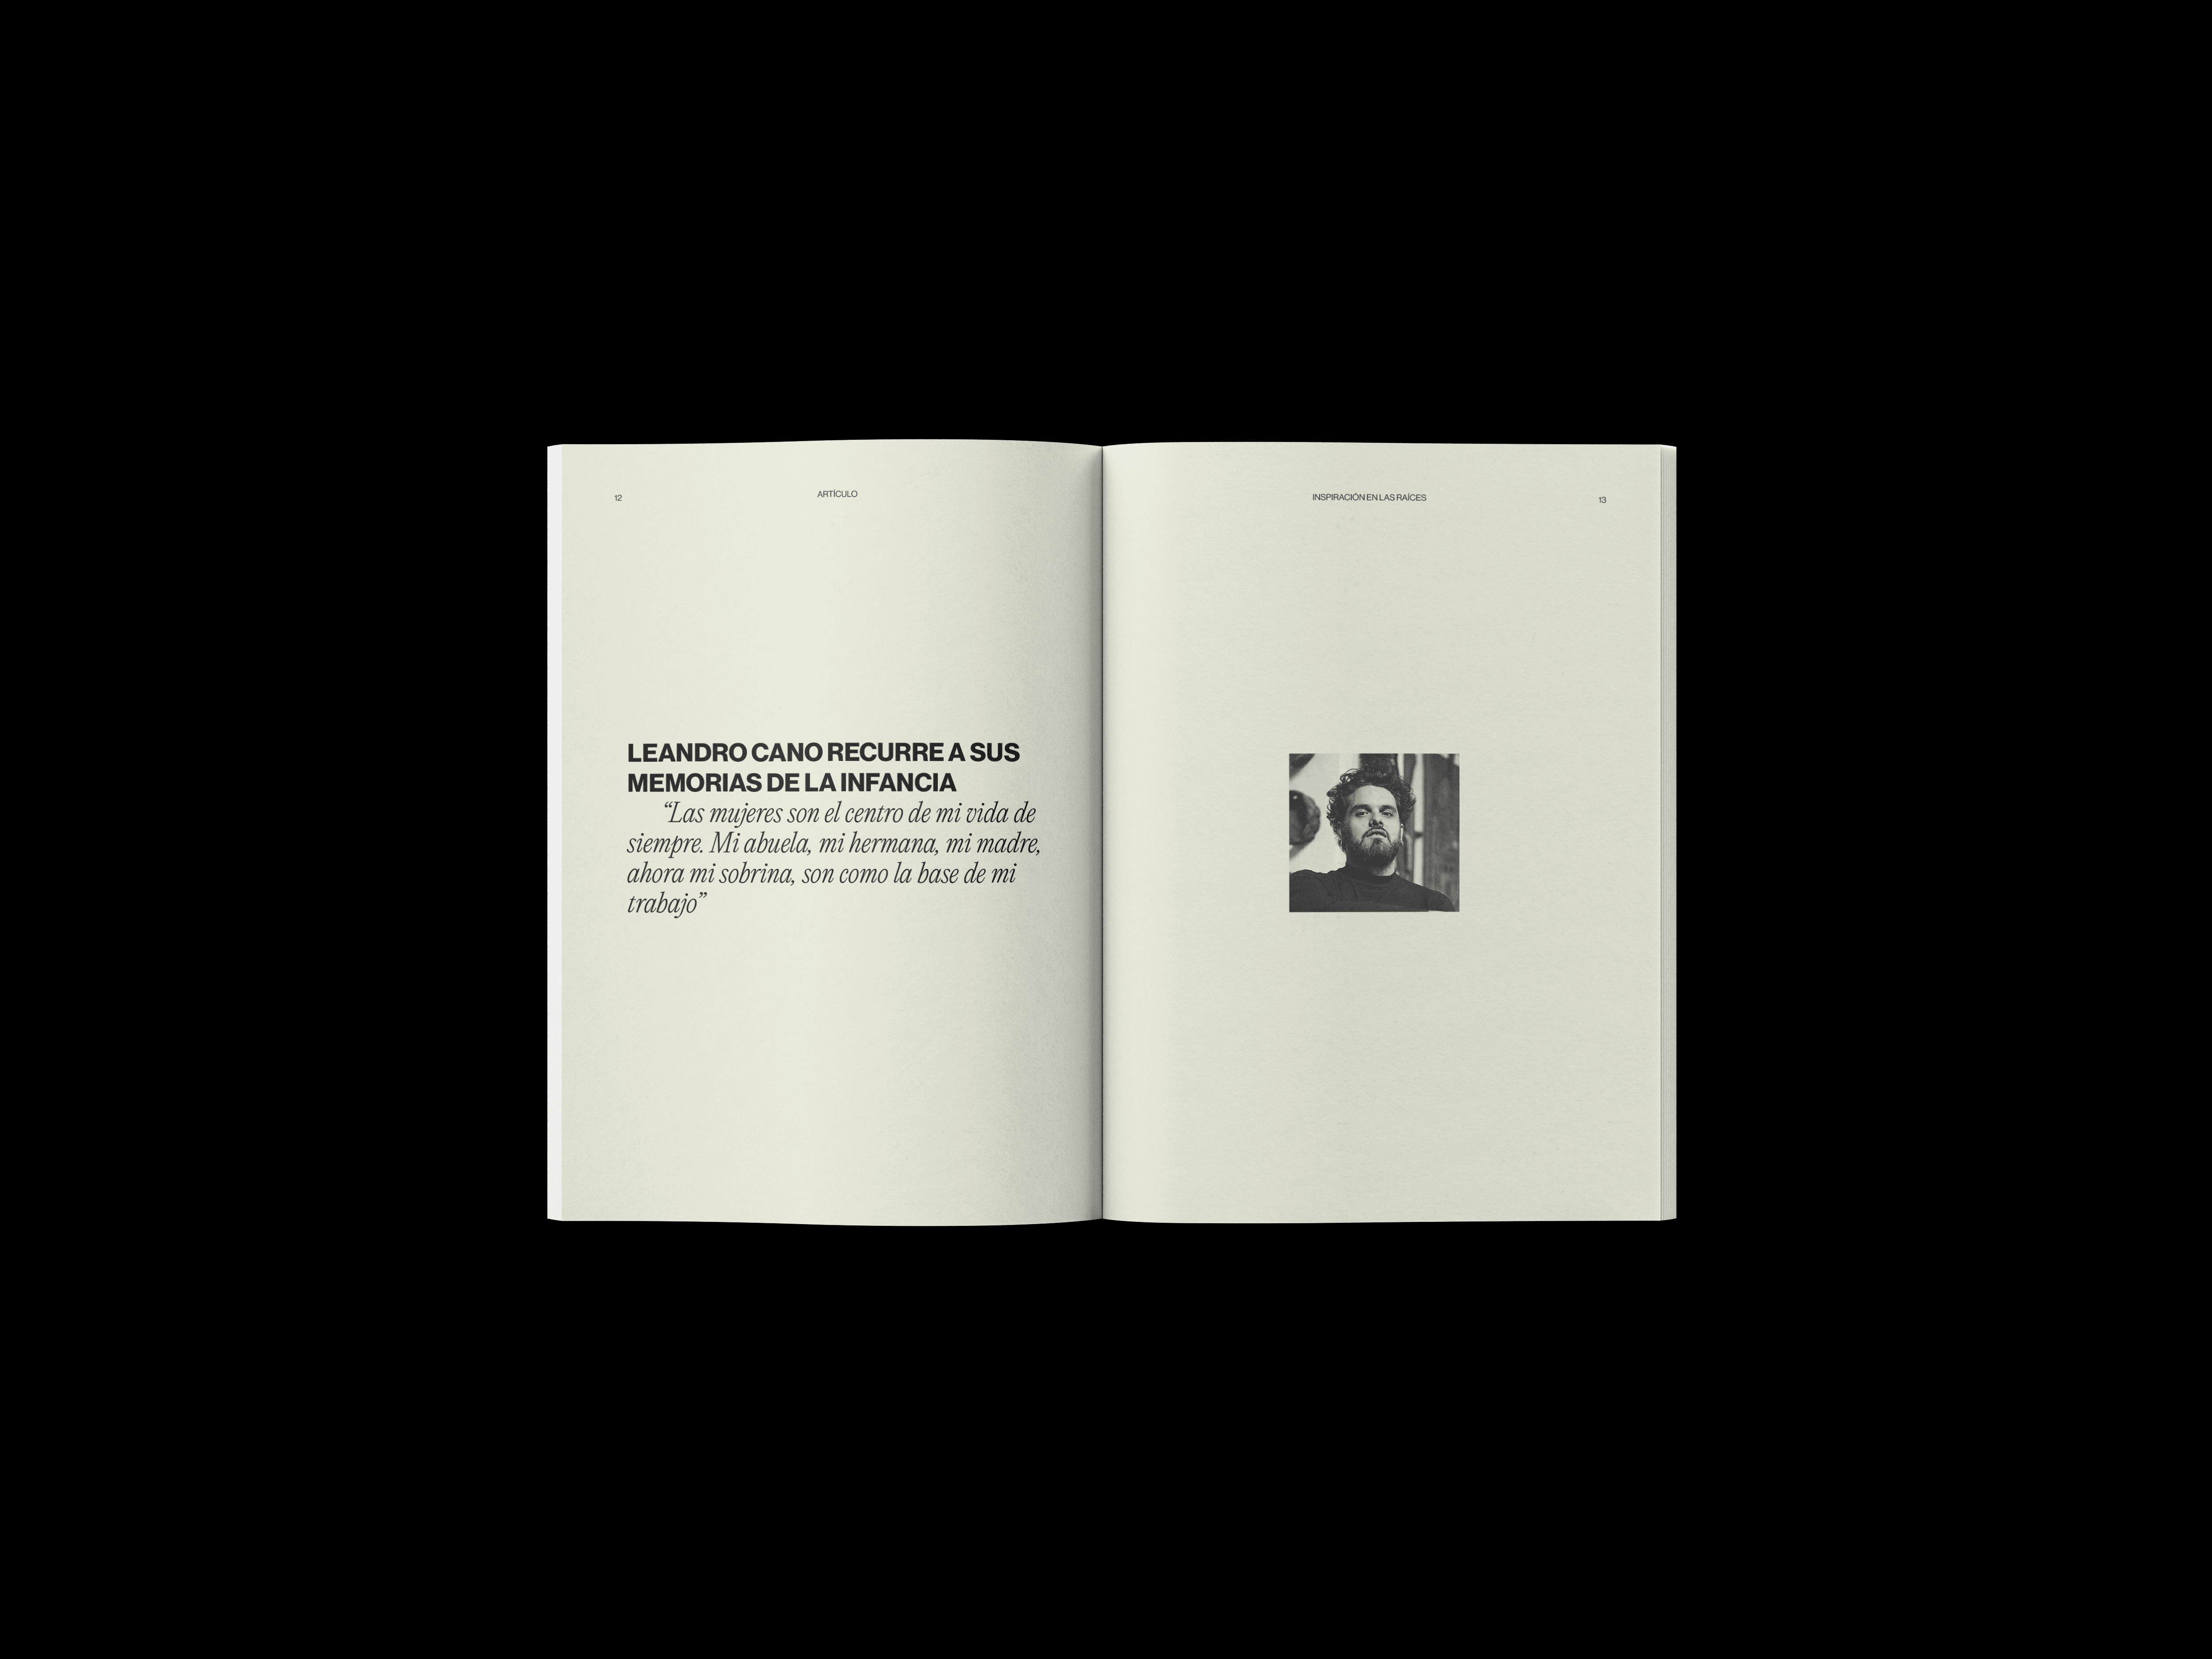 12
ARTÍCULO
LEANDRO CANO RECURRE A SUS
MEMORIAS DE LA INFANCIA
“Las mujeres son el centro de mi vida de
siempre. Mi abuela, mi hermana, mi madre,
ahora mi sobrina, son como la base de mi
trabajo”
INSPIRACIÓN EN LAS RAÍCES
13